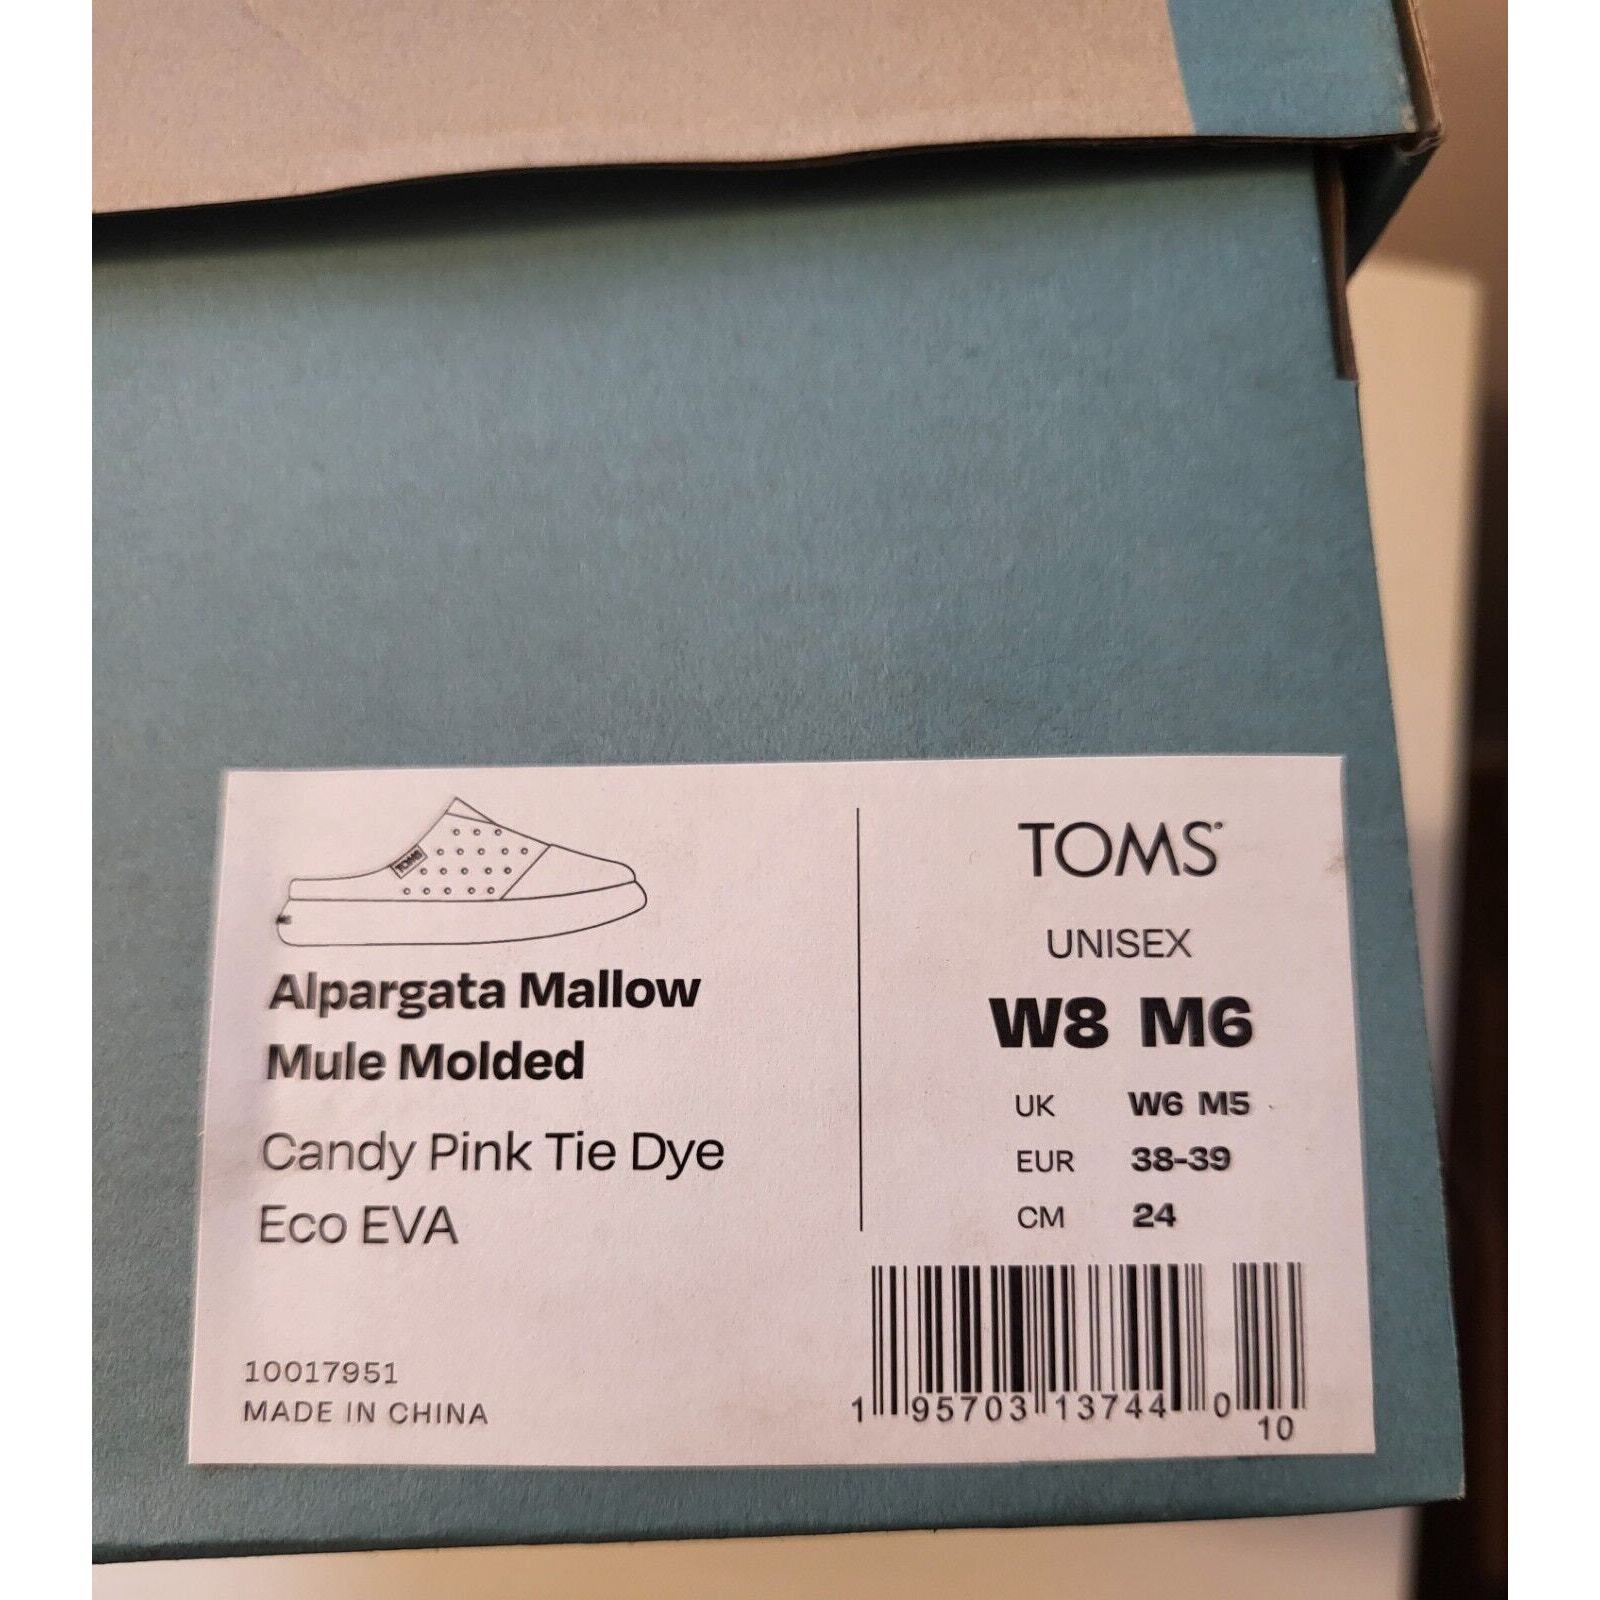 TOMS
Alpargata Mallow
Mule Molded
Candy Pink Tie Dye
Eco EVA
10017951
MADE IN CHINA
TOMS
UNISEX
W8 M6
UK W6 M5
EUR 38-39
CM 24
1 95703 13744 0
10